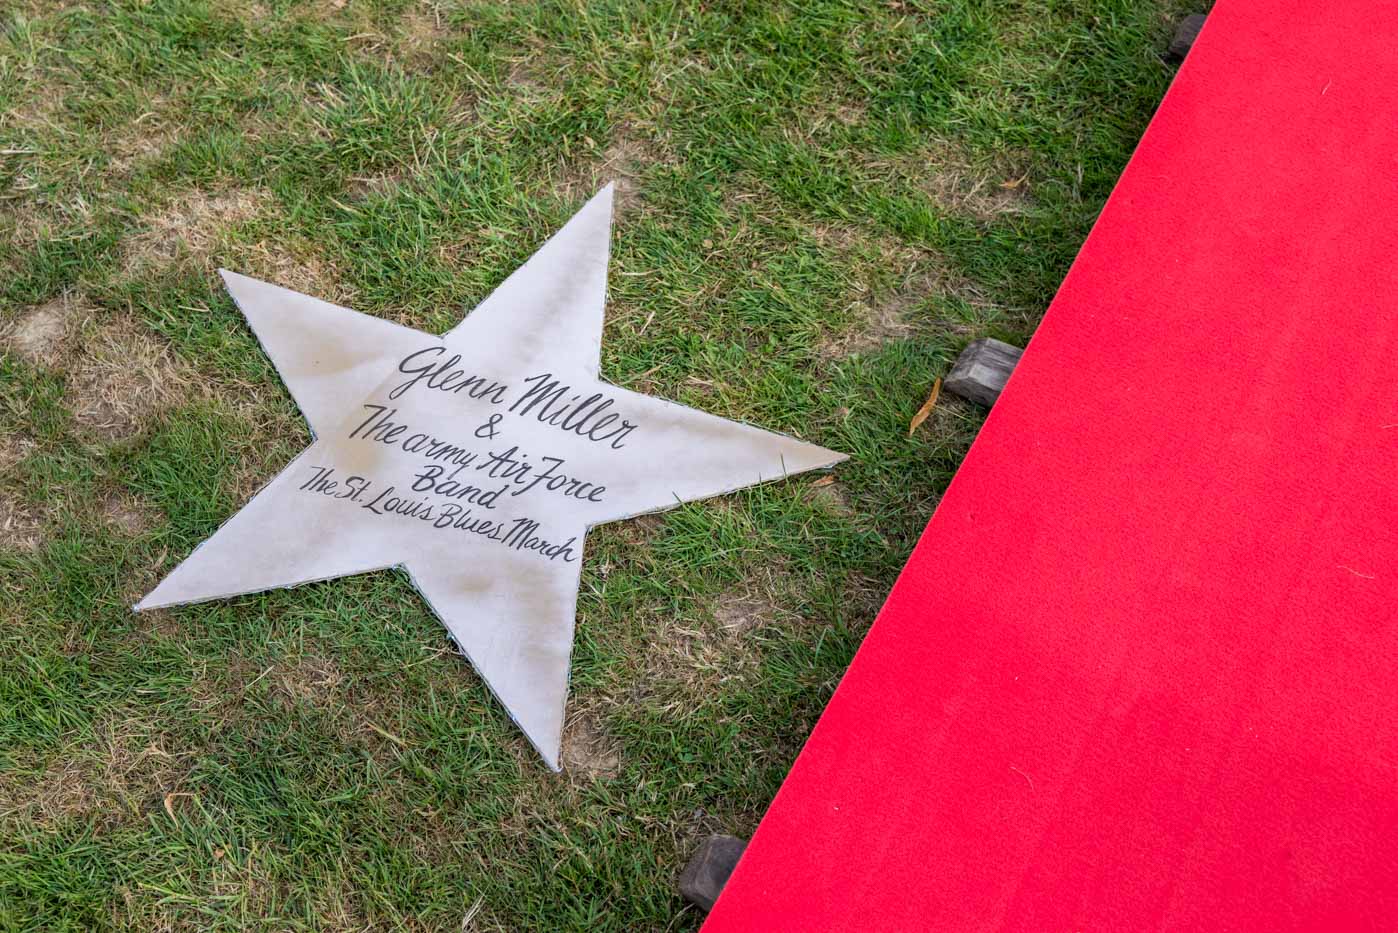 Glenn Miller
&
The army Air Force
Band
The St. Louis Blues March